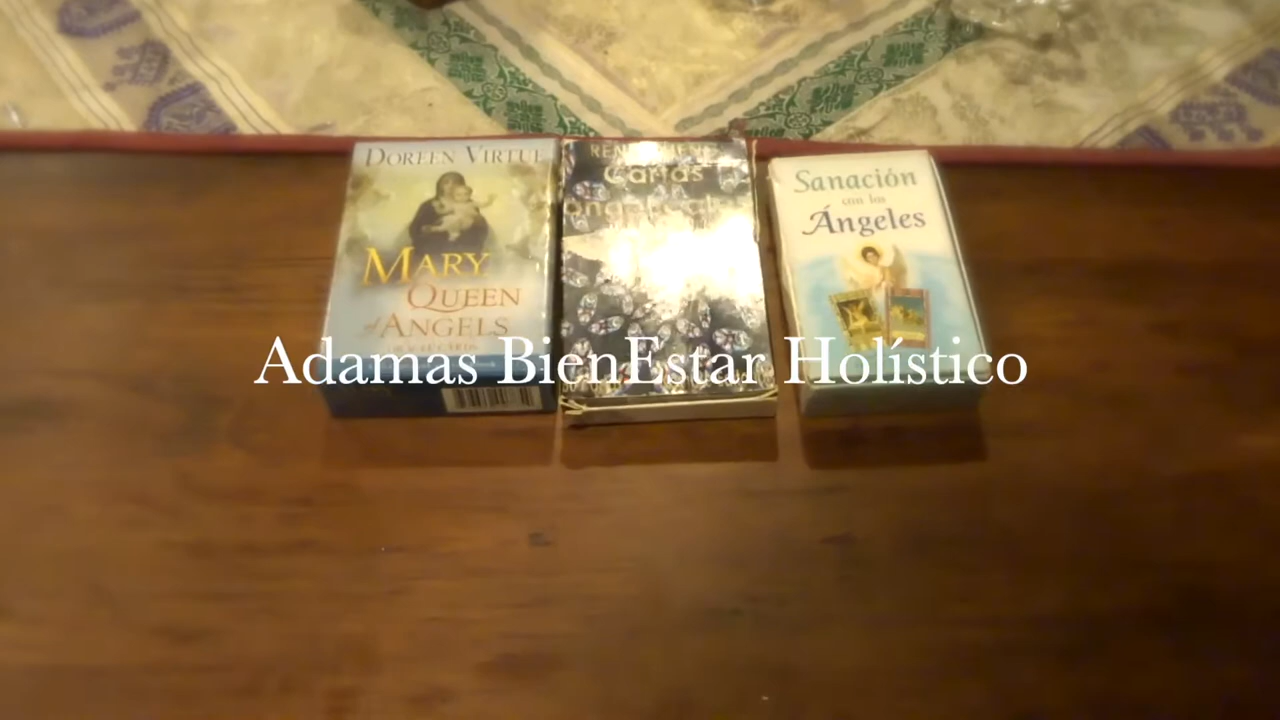 DOREEN VIRTUE
MARY
QUEEN
of ANGELS
Cartas
Sanación
con los
Ángeles
Adamas BienEstar Holístico